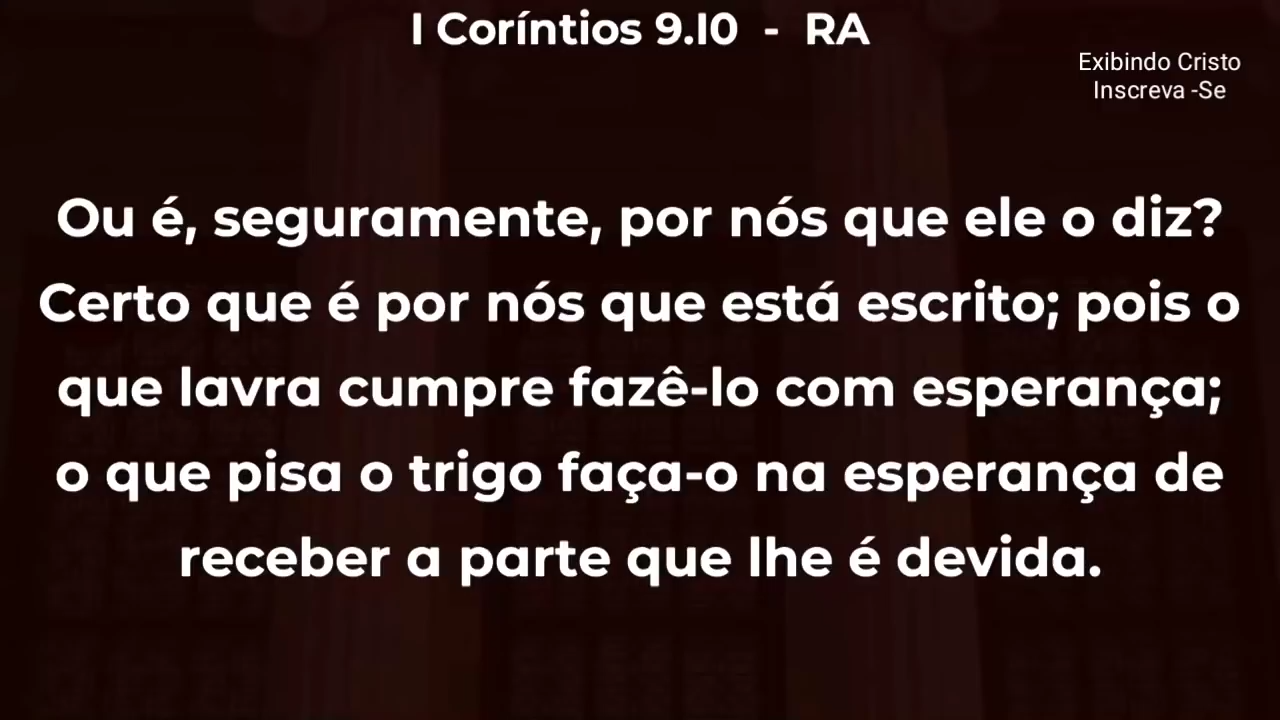 I Coríntios 9.I0 - RA
Exibindo Cristo
Inscreva -Se
Ou é, seguramente, por nós que ele o diz?
Certo que é por nós que está escrito; pois o
que lavra cumpre fazê-lo com esperança;
o que pisa o trigo faça-o na esperança de
receber a parte que lhe é devida.